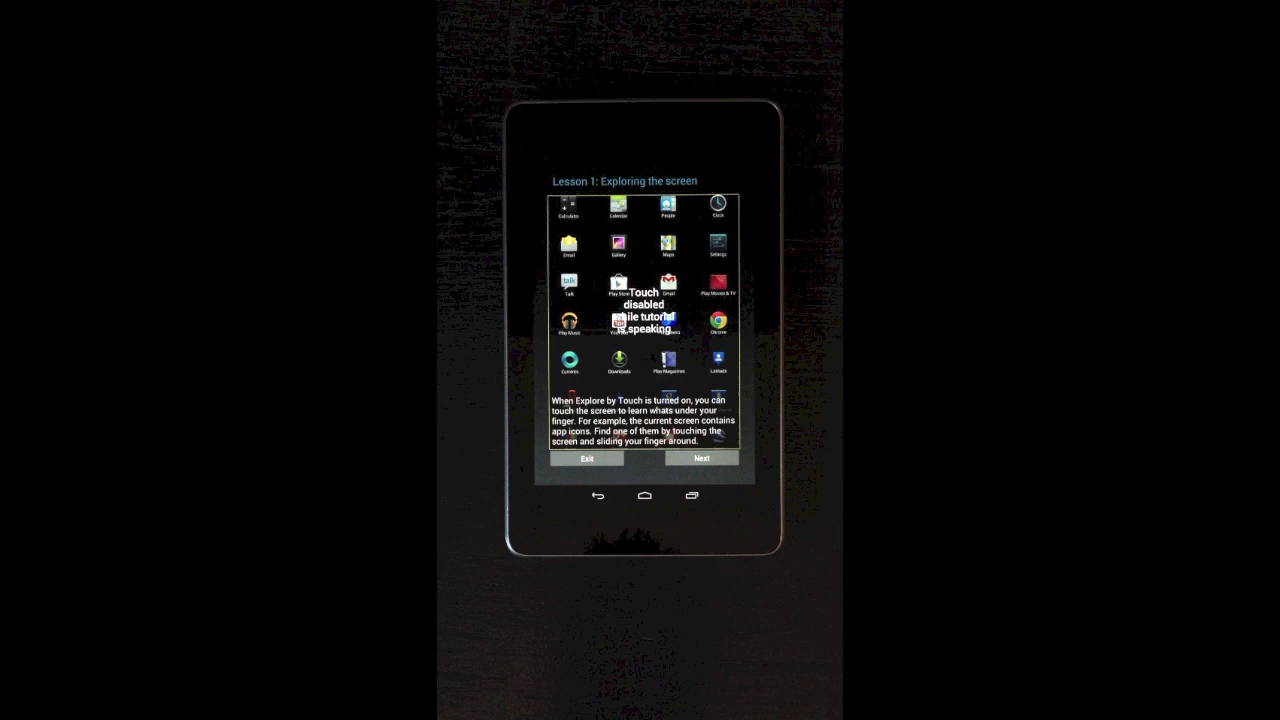 Lesson 1: Exploring the screen
Calculator Calendar People Clock
Email Gallery Maps Settings
Talk Play Store Gmail Play Movies & TV
Touch
disabled
while tutorial
is speaking
Play Music YouTube Chrome
Currents Downloads Play Magazines Latitude
When Explore by Touch is turned on, you can
touch the screen to learn whats under your
finger. For example, the current screen contains
app icons. Find one of them by touching the
screen and sliding your finger around.
Exit Next